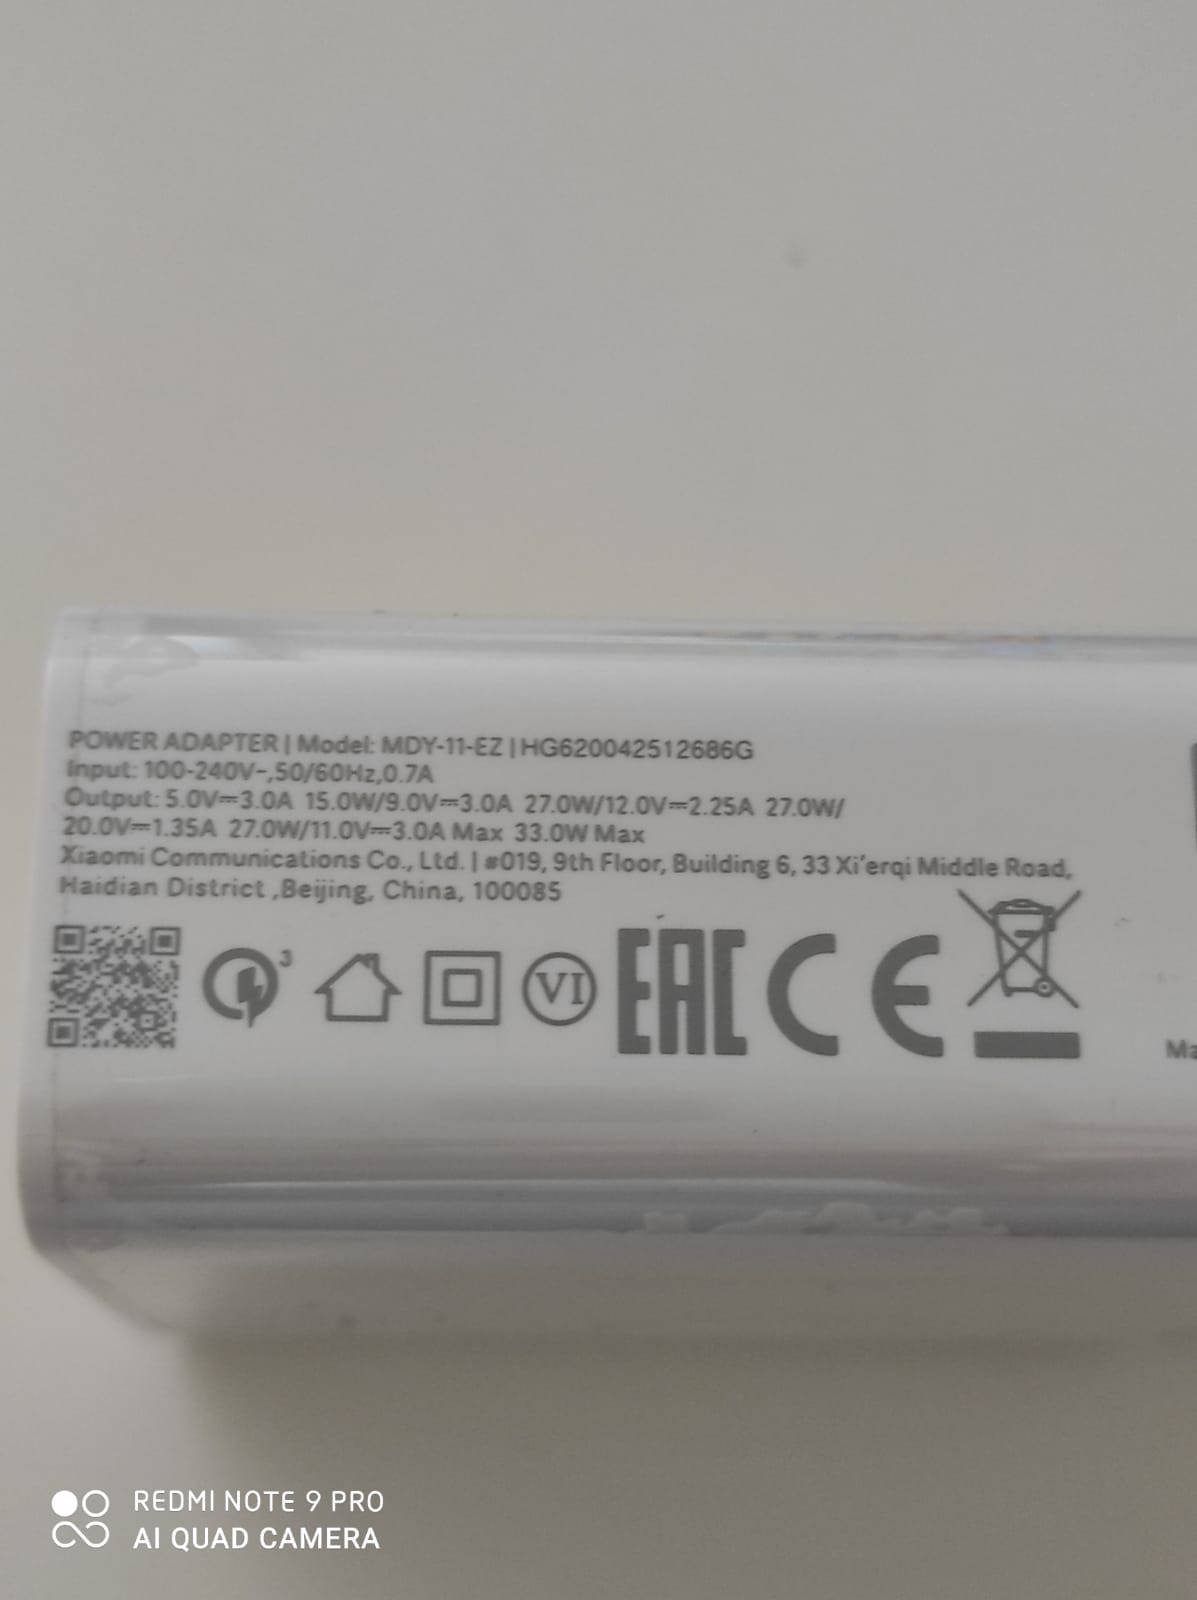 POWER ADAPTER | Model: MDY-11-EZ | HG620042512686G
Input: 100-240V~,50/60Hz,0.7A
Output: 5.0V⎓3.0A 15.0W/9.0V⎓3.0A 27.0W/12.0V⎓2.25A 27.0W/
20.0V⎓1.35A 27.0W/11.0V⎓3.0A Max 33.0W Max
Xiaomi Communications Co., Ltd. | #019, 9th Floor, Building 6, 33 Xi'erqi Middle Road,
Haidian District ,Beijing, China, 100085
3 VI EAC CE
Ma
REDMI NOTE 9 PRO
AI QUAD CAMERA